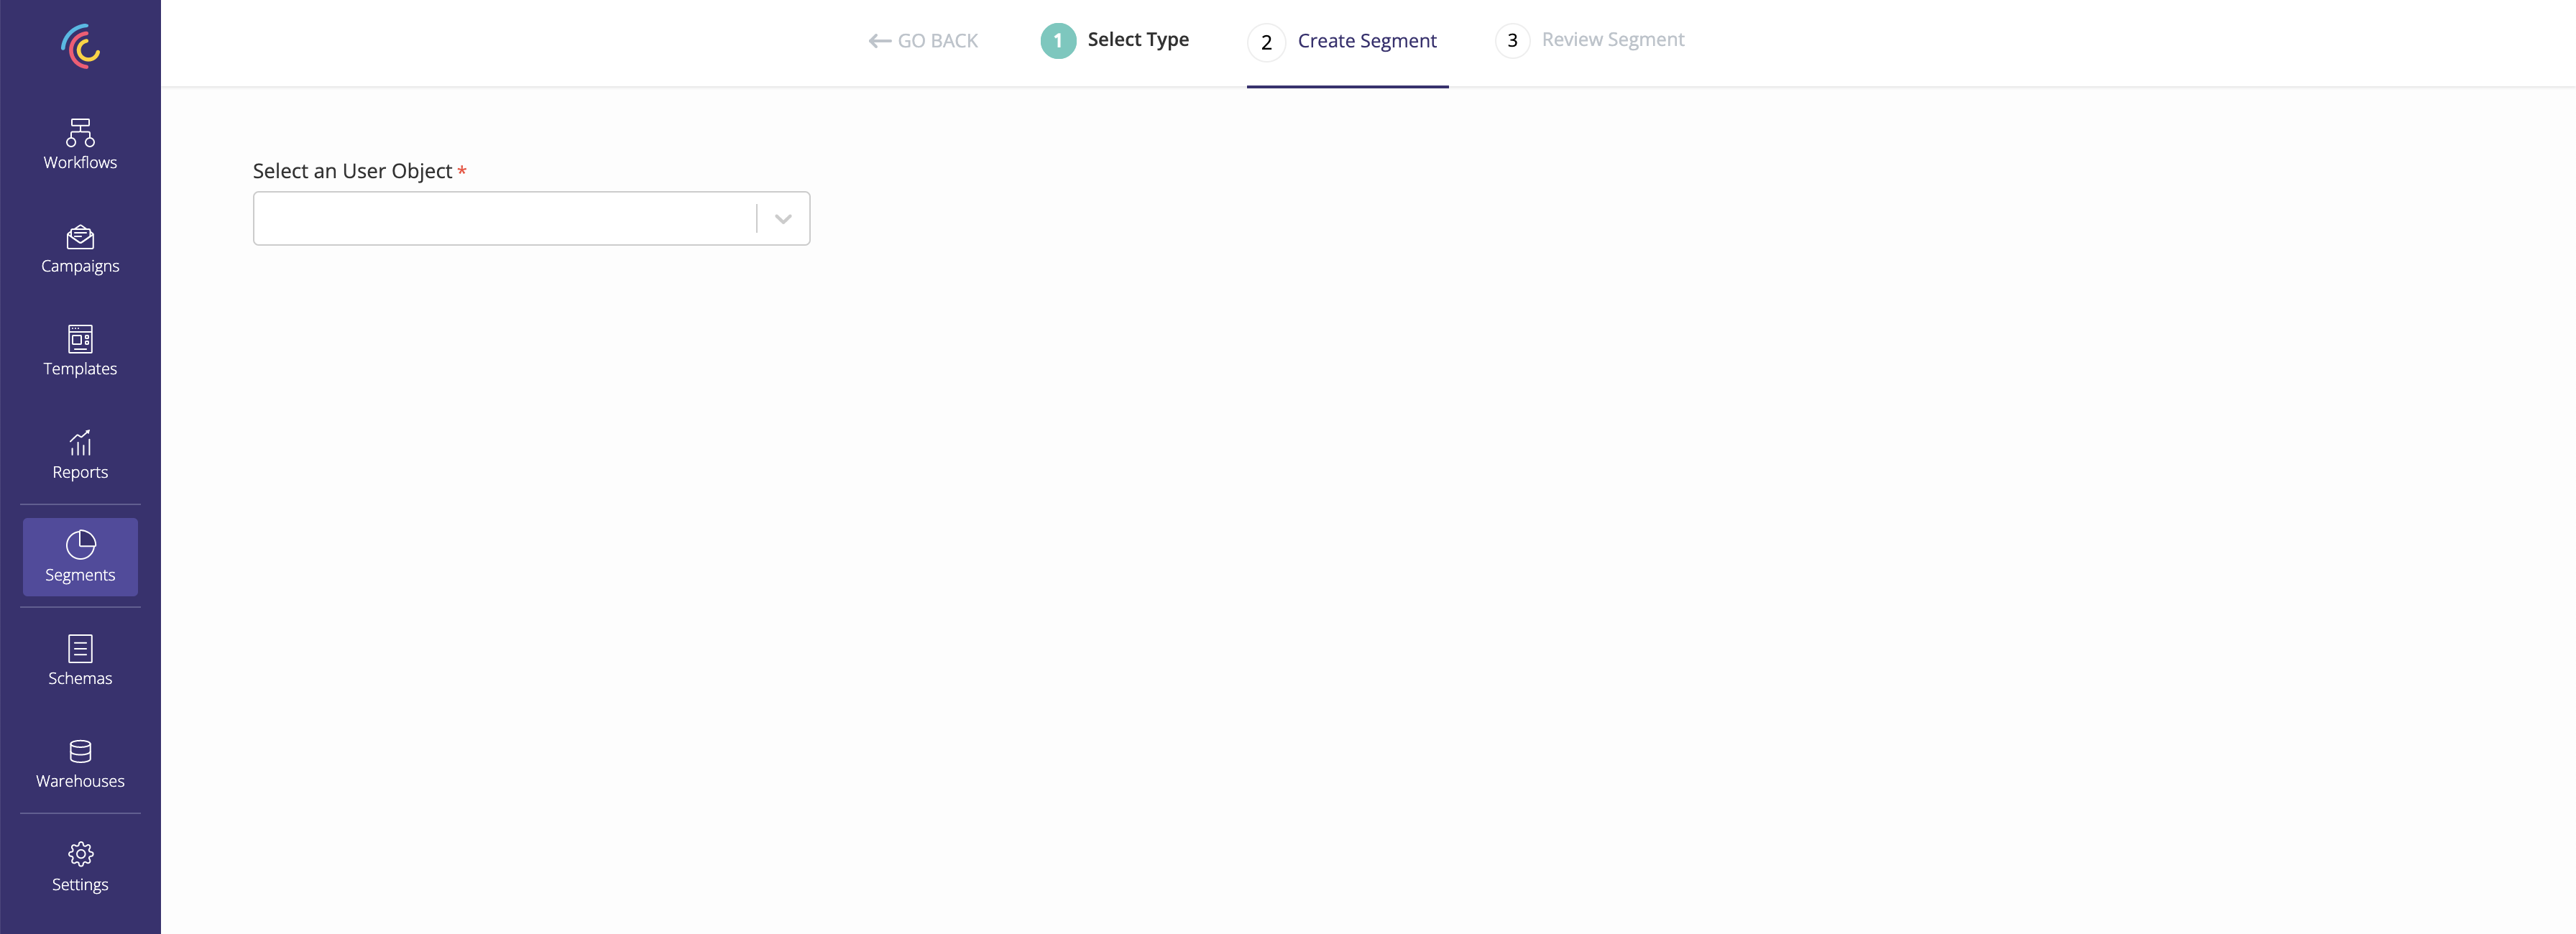 GO BACK
1 Select Type
2 Create Segment
3 Review Segment
Workflows
Campaigns
Templates
Reports
Segments
Schemas
Warehouses
Settings
Select an User Object *